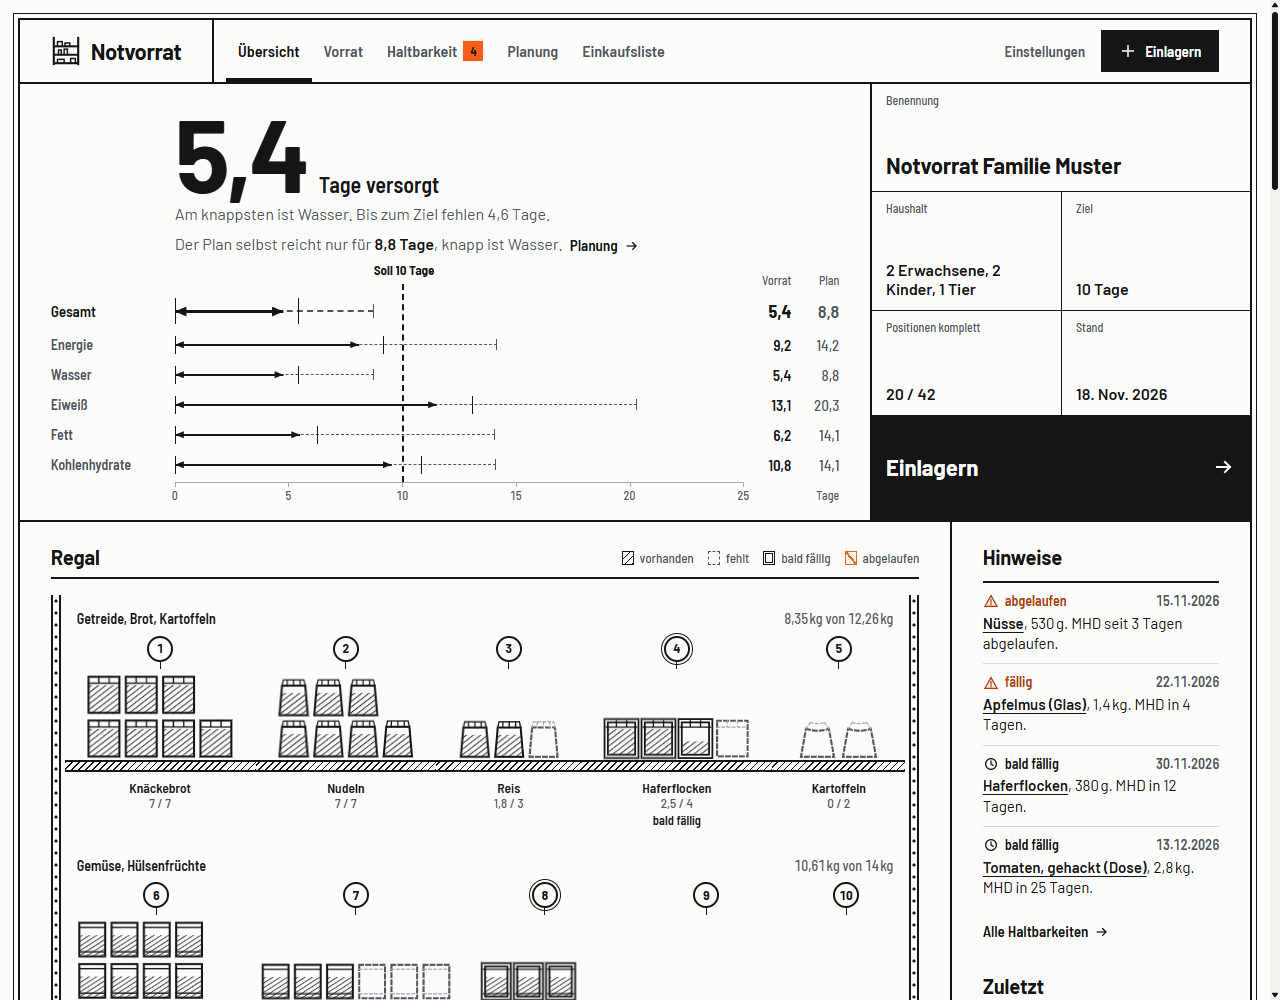 Notvorrat
Übersicht
Vorrat
Haltbarkeit 4
Planung
Einkaufsliste
Einstellungen
Einlagern
5,4 Tage versorgt
Am knappsten ist Wasser. Bis zum Ziel fehlen 4,6 Tage.
Der Plan selbst reicht nur für 8,8 Tage, knapp ist Wasser. Planung →
Soll 10 Tage
Vorrat Plan
Gesamt 5,4 8,8
Energie 9,2 14,2
Wasser 5,4 8,8
Eiweiß 13,1 20,3
Fett 6,2 14,1
Kohlenhydrate 10,8 14,1
0 5 10 15 20 25 Tage
Benennung
Notvorrat Familie Muster
Haushalt
2 Erwachsene, 2
Kinder, 1 Tier
Ziel
10 Tage
Positionen komplett
20 / 42
Stand
18. Nov. 2026
Einlagern →
Regal
vorhanden
fehlt
bald fällig
abgelaufen
Getreide, Brot, Kartoffeln 8,35 kg von 12,26 kg
1 2 3 4 5
Knäckebrot
7 / 7
Nudeln
7 / 7
Reis
1,8 / 3
Haferflocken
2,5 / 4
bald fällig
Kartoffeln
0 / 2
Gemüse, Hülsenfrüchte 10,61 kg von 14 kg
6 7 8 9 10
Hinweise
abgelaufen 15.11.2026
Nüsse, 530 g. MHD seit 3 Tagen
abgelaufen.
fällig 22.11.2026
Apfelmus (Glas), 1,4 kg. MHD in 4
Tagen.
bald fällig 30.11.2026
Haferflocken, 380 g. MHD in 12
Tagen.
bald fällig 13.12.2026
Tomaten, gehackt (Dose), 2,8 kg.
MHD in 25 Tagen.
Alle Haltbarkeiten →
Zuletzt